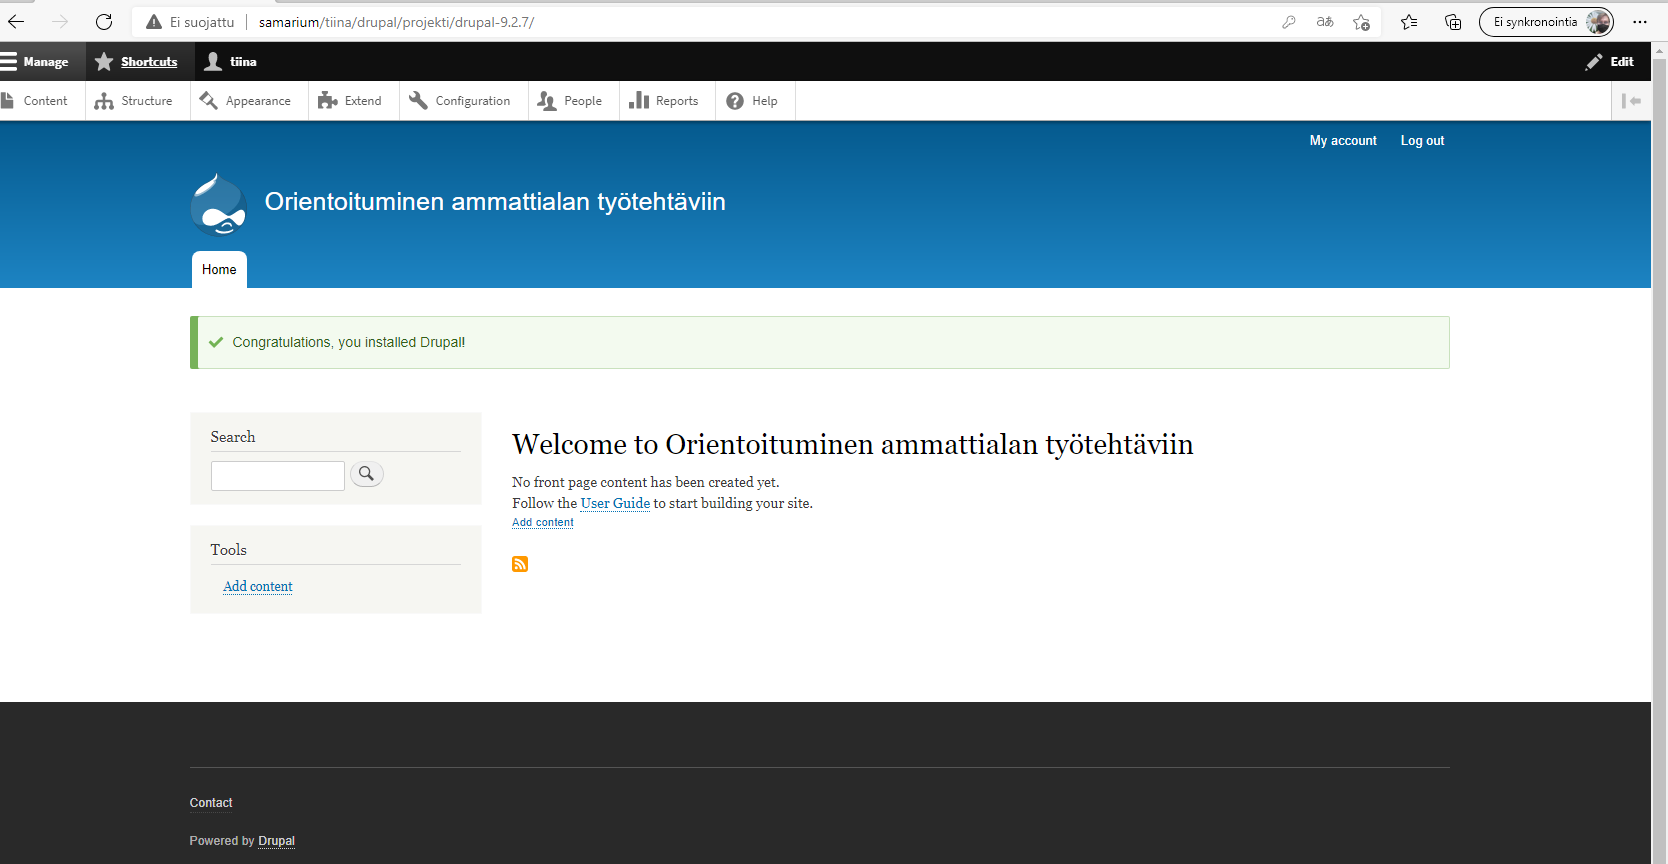 Ei suojattu samarium/tiina/drupal/projekti/drupal-9.2.7/ aあ Ei synkronointia
Manage Shortcuts tiina Edit
Content Structure Appearance Extend Configuration People Reports Help
My account Log out
Orientoituminen ammattialan työtehtäviin
Home
Congratulations, you installed Drupal!
Search
Tools
Add content
Welcome to Orientoituminen ammattialan työtehtäviin
No front page content has been created yet.
Follow the User Guide to start building your site.
Add content
Contact
Powered by Drupal